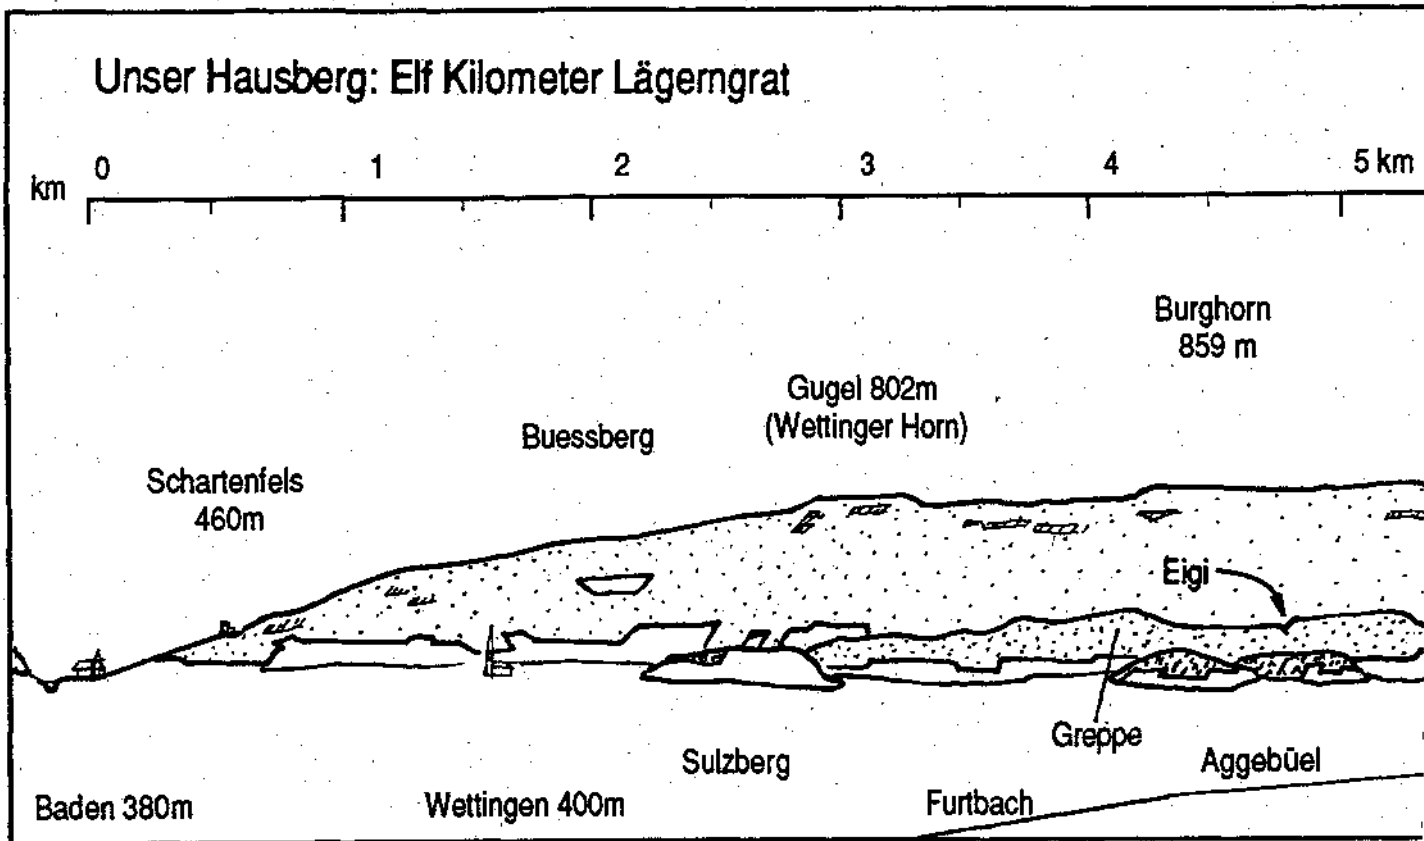 Unser Hausberg: Elf Kilometer Lägerngrat
km 0 1 2 3 4 5 km
Burghorn
859 m
Gugel 802m
(Wettinger Horn)
Buessberg
Schartenfels
460m
Eigi
Greppe
Sulzberg
Aggebüel
Baden 380m
Wettingen 400m
Furtbach